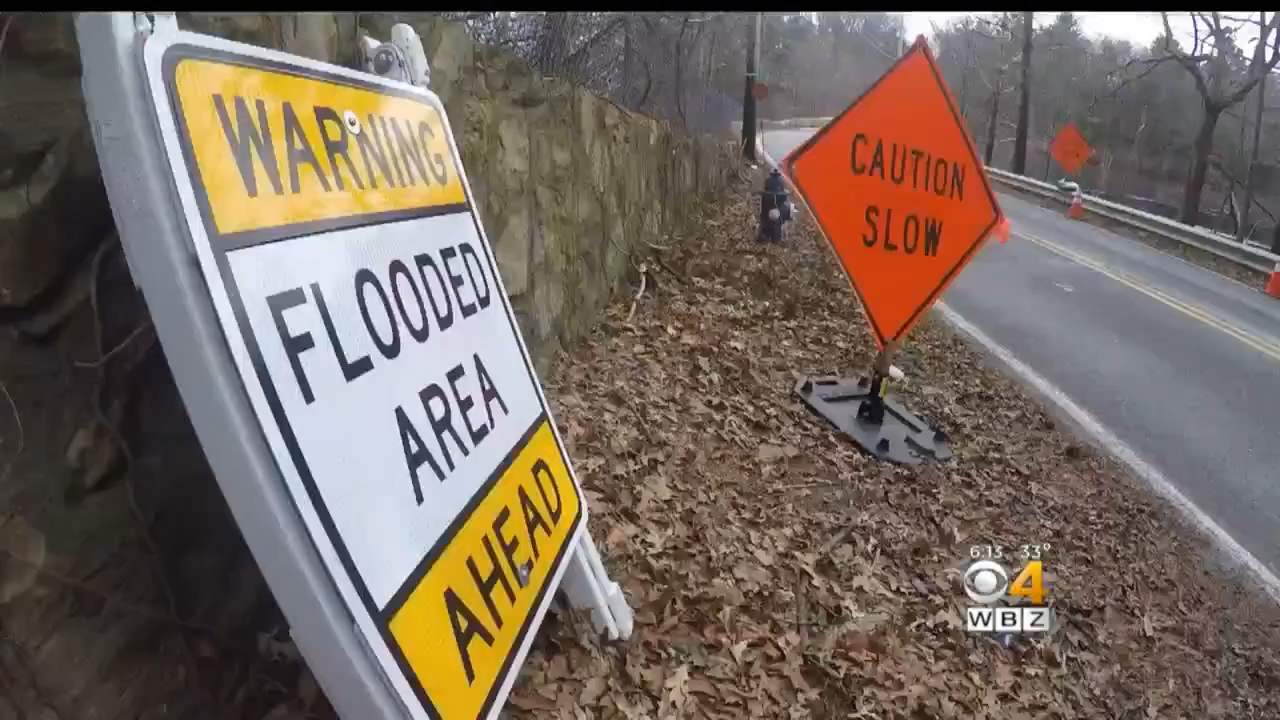 WARNING
FLOODED
AREA
AHEAD
CAUTION
SLOW
6:13 33°
4
WBZ